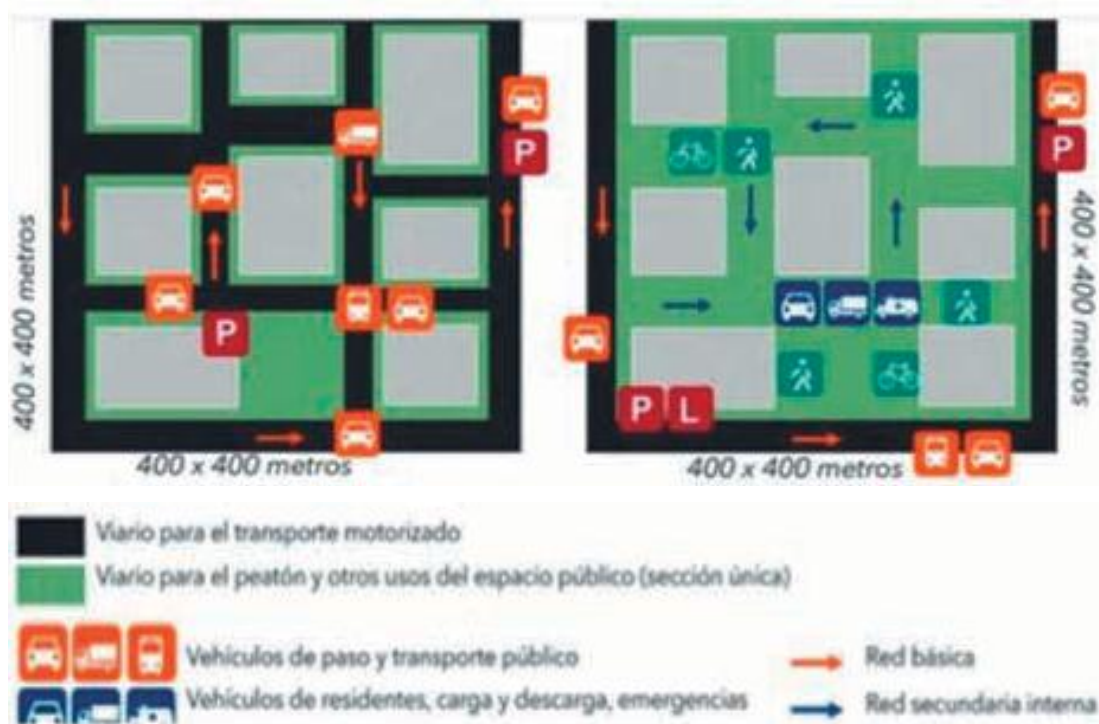 P
P
P
P
P L
400 x 400 metros
400 x 400 metros
400 x 400 metros
400 x 400 metros
Viario para el transporte motorizado
Viario para el peatón y otros usos del espacio público (sección única)
Vehículos de paso y transporte público
Red básica
Vehículos de residentes, carga y descarga, emergencias
Red secundaria interna